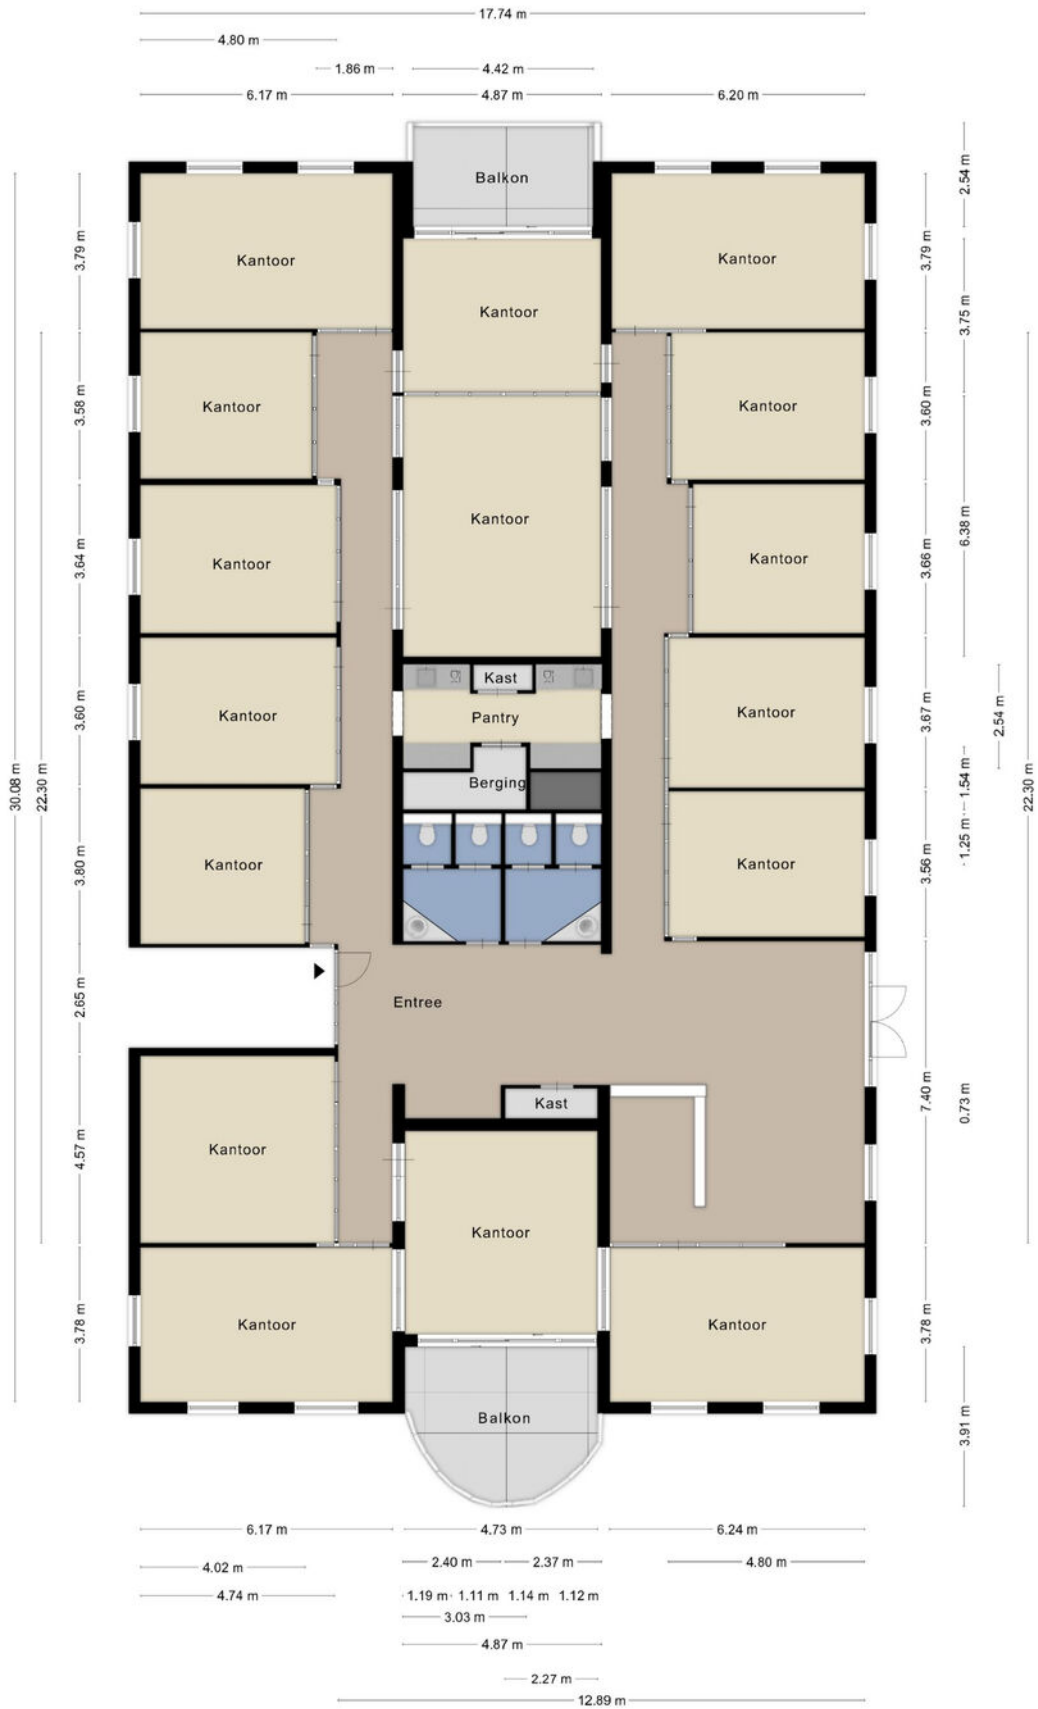 17.74 m
4.80 m
1.86 m
4.42 m
6.17 m
4.87 m
6.20 m
Balkon
2.54 m
3.79 m
Kantoor
Kantoor
Kantoor
3.79 m
3.75 m
3.58 m
Kantoor
Kantoor
3.60 m
Kantoor
6.38 m
3.64 m
Kantoor
Kantoor
3.66 m
Kast
3.60 m
Kantoor
Pantry
Kantoor
3.67 m
2.54 m
30.08 m
22.30 m
Berging
1.54 m
22.30 m
3.80 m
Kantoor
Kantoor
3.56 m
1.25 m
2.65 m
Entree
Kast
7.40 m
0.73 m
4.57 m
Kantoor
Kantoor
3.78 m
Kantoor
Kantoor
3.78 m
Balkon
3.91 m
6.17 m
4.73 m
6.24 m
4.02 m
2.40 m
2.37 m
4.80 m
4.74 m
1.19 m
1.11 m
1.14 m
1.12 m
3.03 m
4.87 m
2.27 m
12.89 m